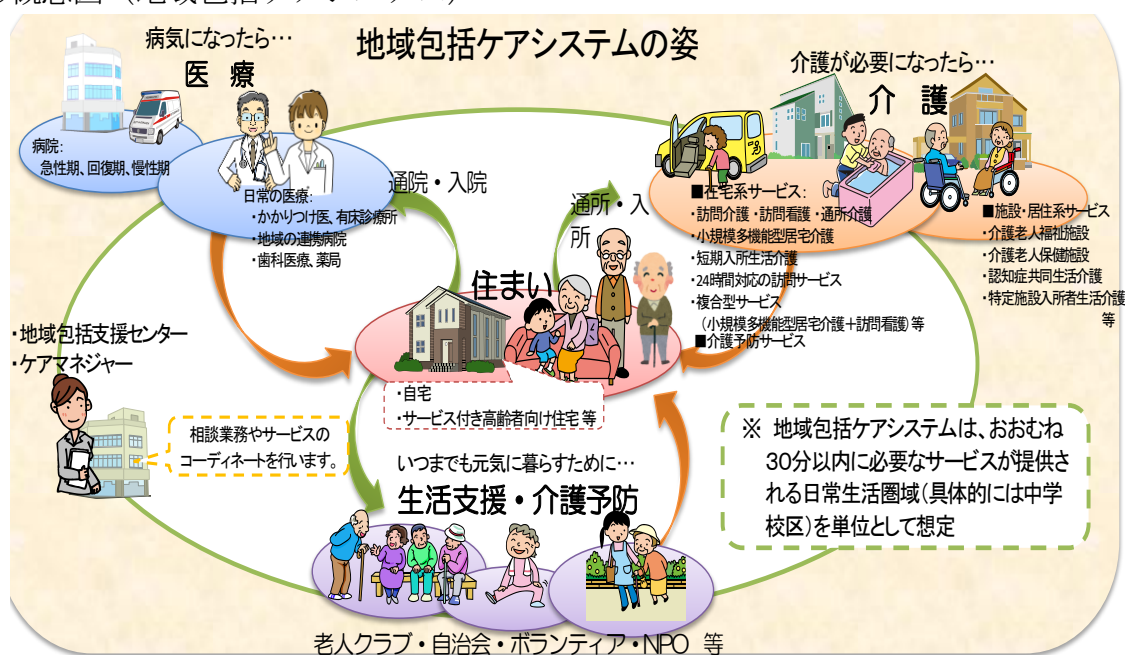 地域包括ケアシステムの姿
病気になったら…
医 療
病院：
急性期、回復期、慢性期
日常の医療：
・かかりつけ医、有床診療所
・地域の連携病院
・歯科医療、薬局
通院・入院
通所・入
所
介護が必要になったら…
介 護
■在宅系サービス：
・訪問介護・訪問看護・通所介護
・小規模多機能型居宅介護
・短期入所生活介護
・24時間対応の訪問サービス
・複合型サービス
（小規模多機能型居宅介護＋訪問看護）等
■介護予防サービス
■施設・居住系サービス
・介護老人福祉施設
・介護老人保健施設
・認知症共同生活介護
・特定施設入所者生活介護
等
住まい
・自宅
・サービス付き高齢者向け住宅 等
・地域包括支援センター
・ケアマネジャー
相談業務やサービスの
コーディネートを行います。
いつまでも元気に暮らすために…
生活支援・介護予防
老人クラブ・自治会・ボランティア・NPO 等
※ 地域包括ケアシステムは、おおむね
30分以内に必要なサービスが提供さ
れる日常生活圏域（具体的には中学
校区）を単位として想定